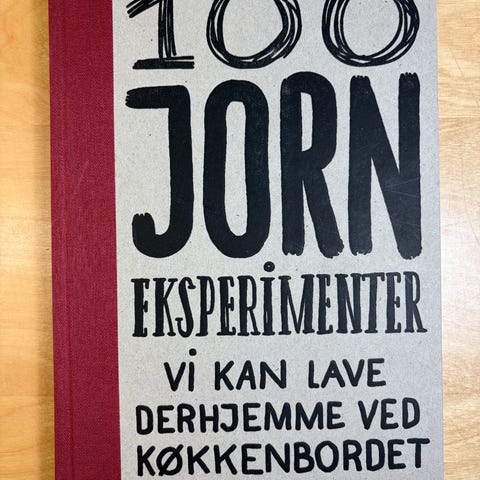 100
JORN
EKSPERIMENTER
Vi KAN LAVE
DERHJEMME VED
KØKKENBORDET